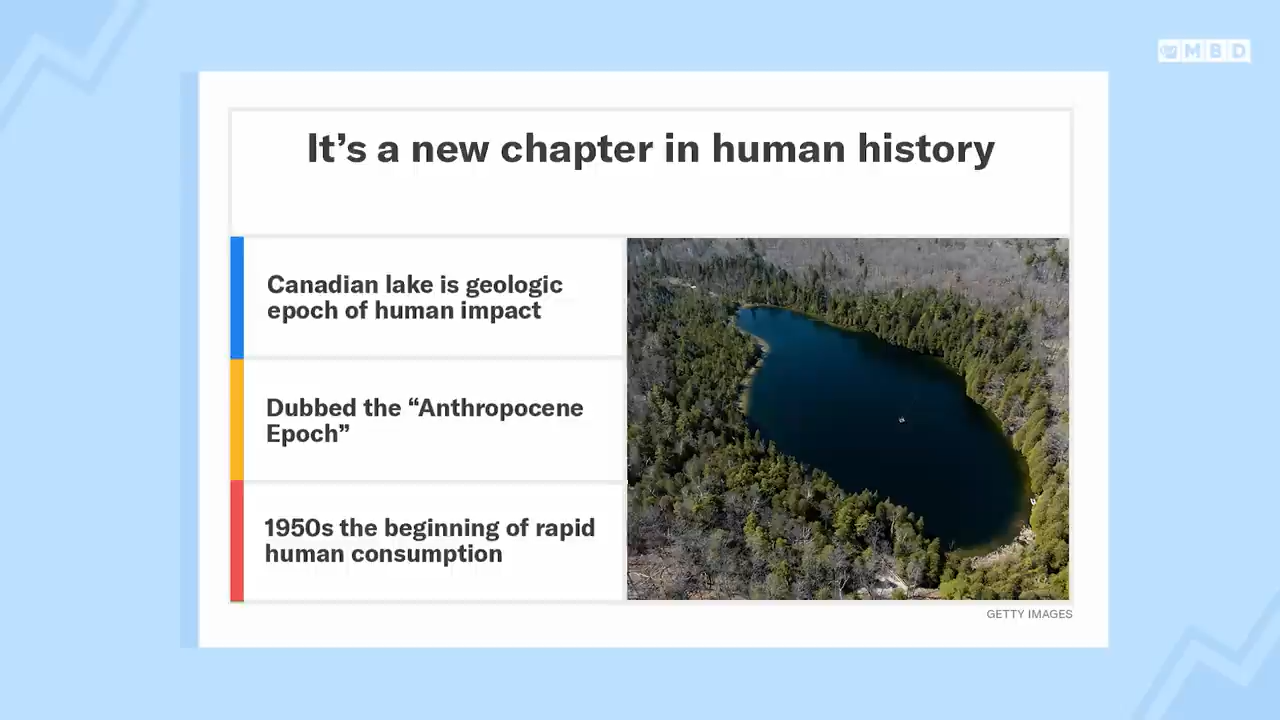 MBD
It's a new chapter in human history
Canadian lake is geologic
epoch of human impact
Dubbed the “Anthropocene
Epoch”
1950s the beginning of rapid
human consumption
GETTY IMAGES